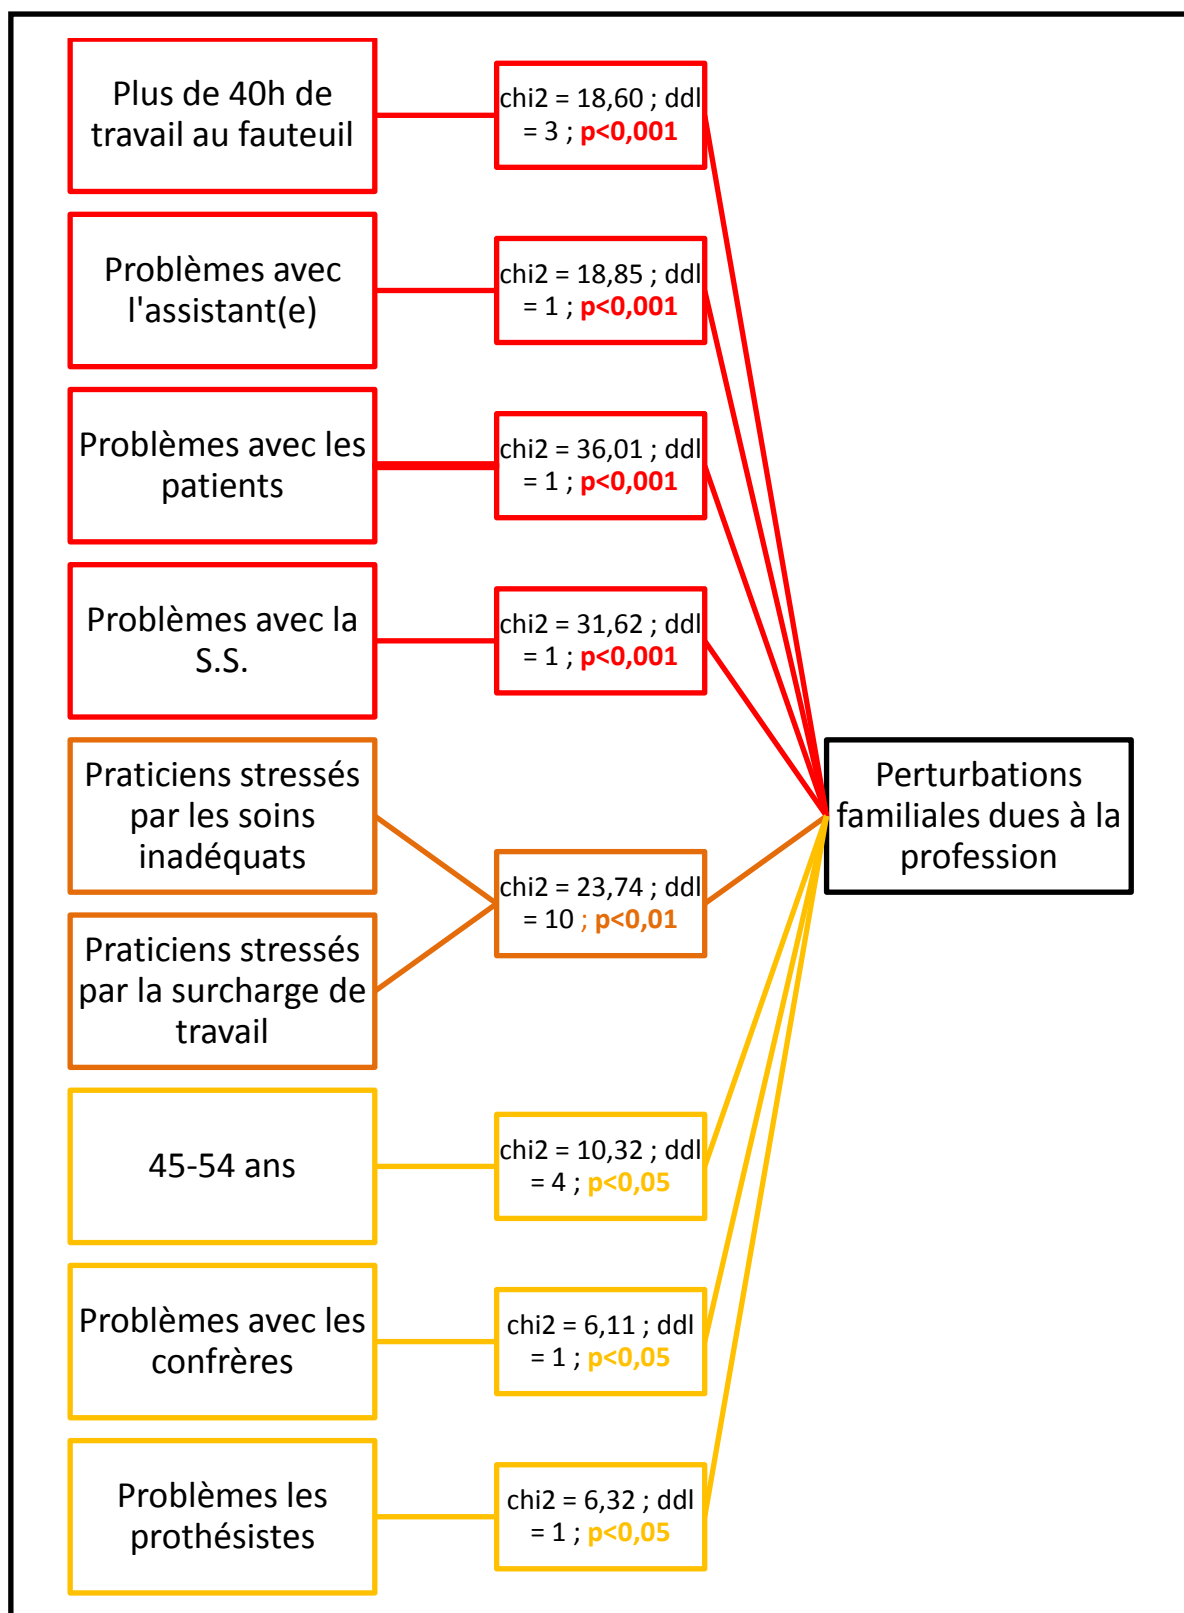 Plus de 40h de
travail au fauteuil
chi2 = 18,60 ; ddl
= 3 ; p<0,001
Problèmes avec
l'assistant(e)
chi2 = 18,85 ; ddl
= 1 ; p<0,001
Problèmes avec les
patients
chi2 = 36,01 ; ddl
= 1 ; p<0,001
Problèmes avec la
S.S.
chi2 = 31,62 ; ddl
= 1 ; p<0,001
Praticiens stressés
par les soins
inadéquats
Praticiens stressés
par la surcharge de
travail
chi2 = 23,74 ; ddl
= 10 ; p<0,01
45-54 ans
chi2 = 10,32 ; ddl
= 4 ; p<0,05
Problèmes avec les
confrères
chi2 = 6,11 ; ddl
= 1 ; p<0,05
Problèmes les
prothésistes
chi2 = 6,32 ; ddl
= 1 ; p<0,05
Perturbations
familiales dues à la
profession